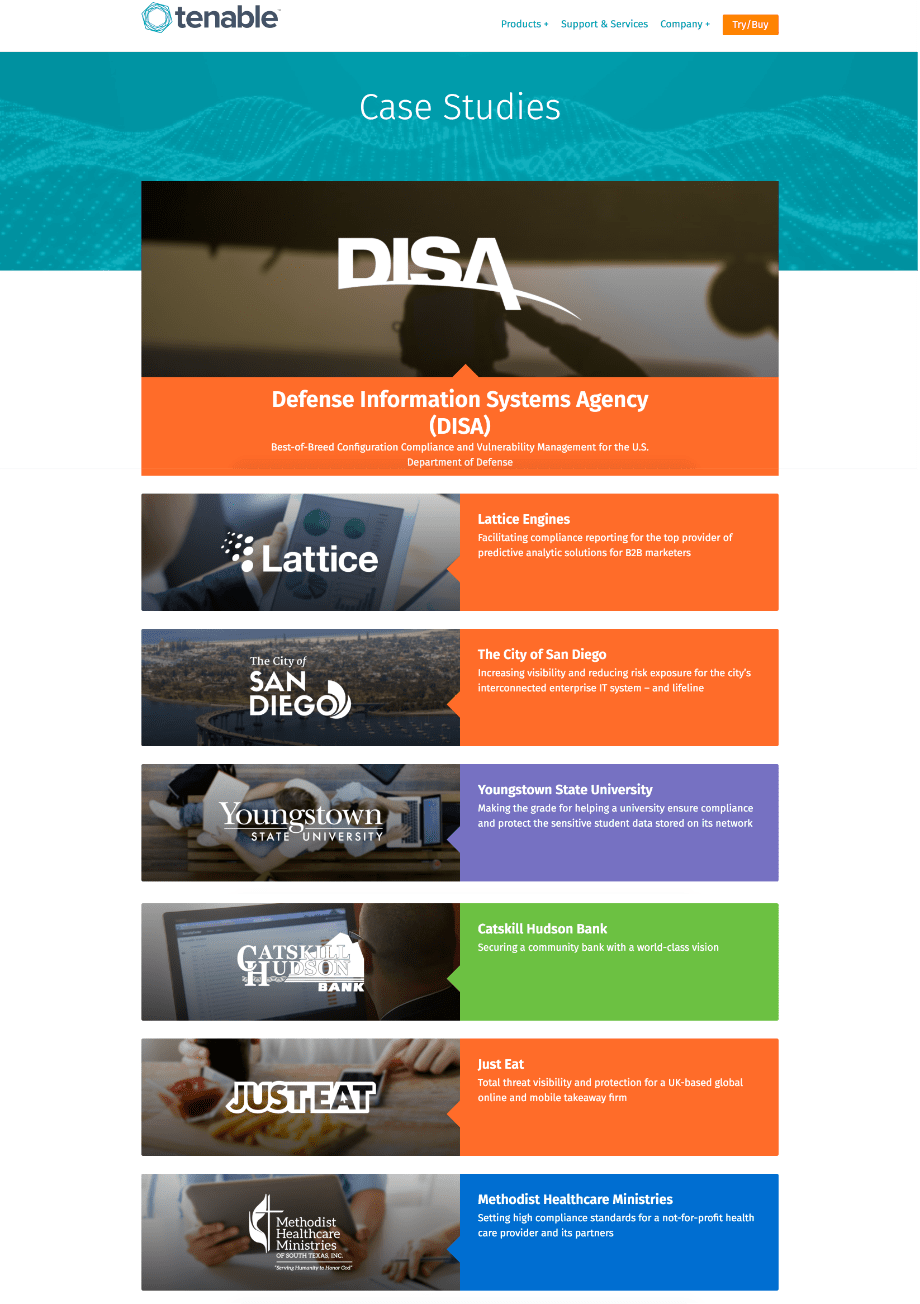 tenable™
Products +
Support & Services
Company +
Try/Buy
Case Studies
DISA
Defense Information Systems Agency
(DISA)
Best-of-Breed Configuration Compliance and Vulnerability Management for the U.S.
Department of Defense
Lattice
Lattice Engines
Facilitating compliance reporting for the top provider of
predictive analytic solutions for B2B marketers
The City of
SAN
DIEGO
The City of San Diego
Increasing visibility and reducing risk exposure for the city's
interconnected enterprise IT system – and lifeline
Youngstown
STATE UNIVERSITY
Youngstown State University
Making the grade for helping a university ensure compliance
and protect the sensitive student data stored on its network
CATSKILL
HUDSON
BANK
Catskill Hudson Bank
Securing a community bank with a world-class vision
JUST EAT
Just Eat
Total threat visibility and protection for a UK-based global
online and mobile takeaway firm
Methodist
Healthcare
Ministries
OF SOUTH TEXAS, INC.
"Serving Humanity to Honor God"
Methodist Healthcare Ministries
Setting high compliance standards for a not-for-profit health
care provider and its partners